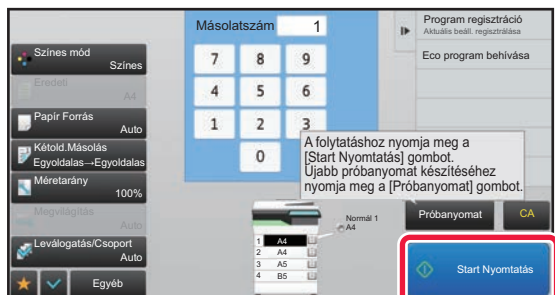 Másolatszám 1
Program regisztráció
Aktuális beáll. regisztrálása
Eco program behívása
Színes mód
Színes
Eredeti
A4
Papír Forrás
Auto
Kétold.Másolás
Egyoldalas→Egyoldalas
Méretarány
100%
Megvilágítás
Auto
Leválogatás/Csoport
Auto
Egyéb
7 8 9
4 5 6
1 2 3
0
A folytatáshoz nyomja meg a
[Start Nyomtatás] gombot.
Újabb próbanyomat készítéséhez
nyomja meg a [Próbanyomat] gombot.
Normál 1
A4
1 A4
2 A4
3 A5
4 B5
Próbanyomat
CA
Start Nyomtatás